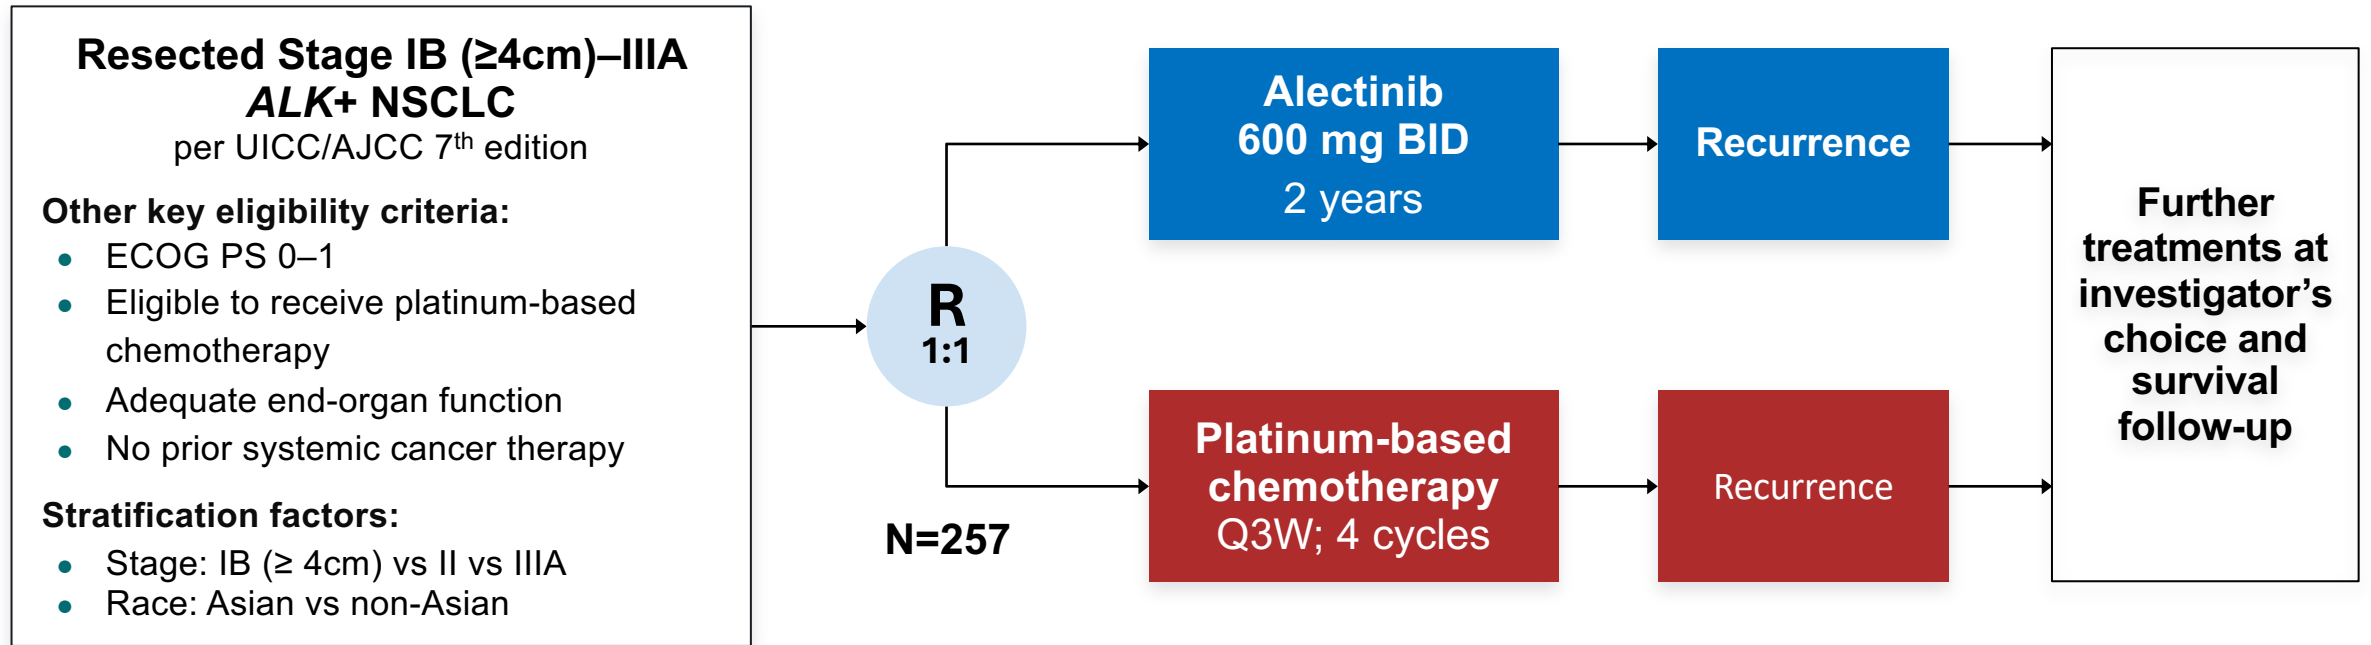 Resected Stage IB (≥4cm)–IIIA
ALK+ NSCLC
per UICC/AJCC 7th edition
Other key eligibility criteria:
• ECOG PS 0–1
• Eligible to receive platinum-based
chemotherapy
• Adequate end-organ function
• No prior systemic cancer therapy
Stratification factors:
• Stage: IB (≥ 4cm) vs II vs IIIA
• Race: Asian vs non-Asian
R
1:1
N=257
Alectinib
600 mg BID
2 years
Recurrence
Platinum-based
chemotherapy
Q3W; 4 cycles
Recurrence
Further
treatments at
investigator’s
choice and
survival
follow-up